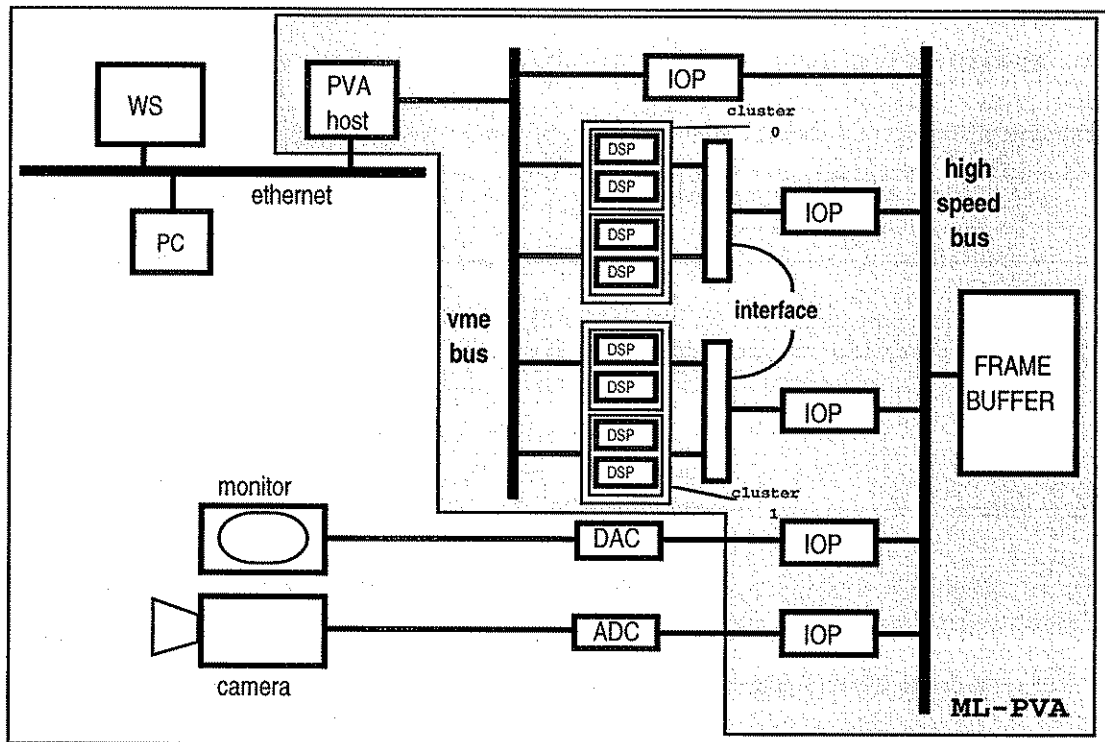 WS
PVA
host
IOP
cluster
0
DSP
DSP
DSP
DSP
ethernet
PC
IOP
high
speed
bus
interface
vme
bus
DSP
DSP
DSP
DSP
IOP
FRAME
BUFFER
cluster
1
monitor
DAC
IOP
ADC
IOP
camera
ML-PVA